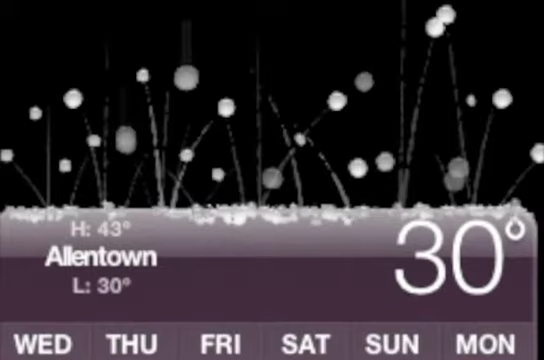 H: 43°
Allentown
L: 30°
30°
WED THU FRI SAT SUN MON